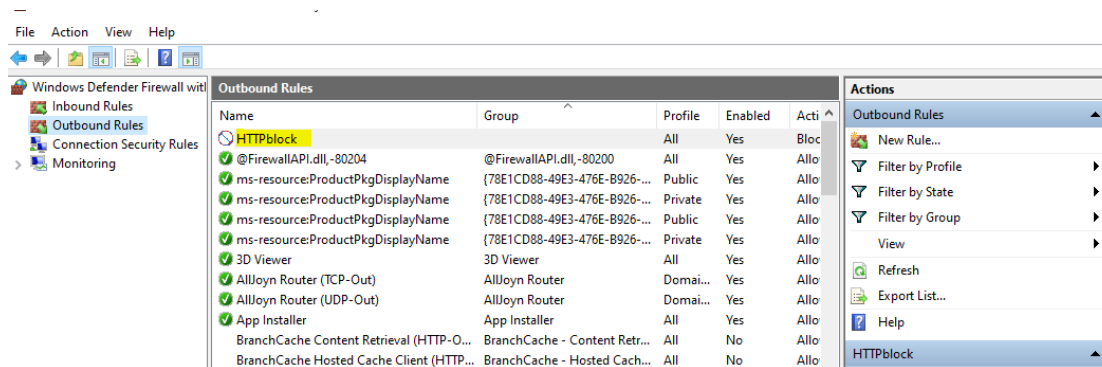 File Action View Help
Windows Defender Firewall witl
Inbound Rules
Outbound Rules
Connection Security Rules
Monitoring
Outbound Rules
Name Group Profile Enabled Acti
HTTPblock All Yes Bloc
@FirewallAPI.dll,-80204 @FirewallAPI.dll,-80200 All Yes Allo
ms-resource:ProductPkgDisplayName {78E1CD88-49E3-476E-B926-... Public Yes Allo
ms-resource:ProductPkgDisplayName {78E1CD88-49E3-476E-B926-... Private Yes Allo
ms-resource:ProductPkgDisplayName {78E1CD88-49E3-476E-B926-... Public Yes Allo
ms-resource:ProductPkgDisplayName {78E1CD88-49E3-476E-B926-... Private Yes Allo
3D Viewer 3D Viewer All Yes Allo
AllJoyn Router (TCP-Out) AllJoyn Router Domai... Yes Allo
AllJoyn Router (UDP-Out) AllJoyn Router Domai... Yes Allo
App Installer App Installer All Yes Allo
BranchCache Content Retrieval (HTTP-O... BranchCache - Content Retr... All No Allo
BranchCache Hosted Cache Client (HTTP... BranchCache - Hosted Cach... All No Allo
Actions
Outbound Rules
New Rule...
Filter by Profile
Filter by State
Filter by Group
View
Refresh
Export List...
Help
HTTPblock